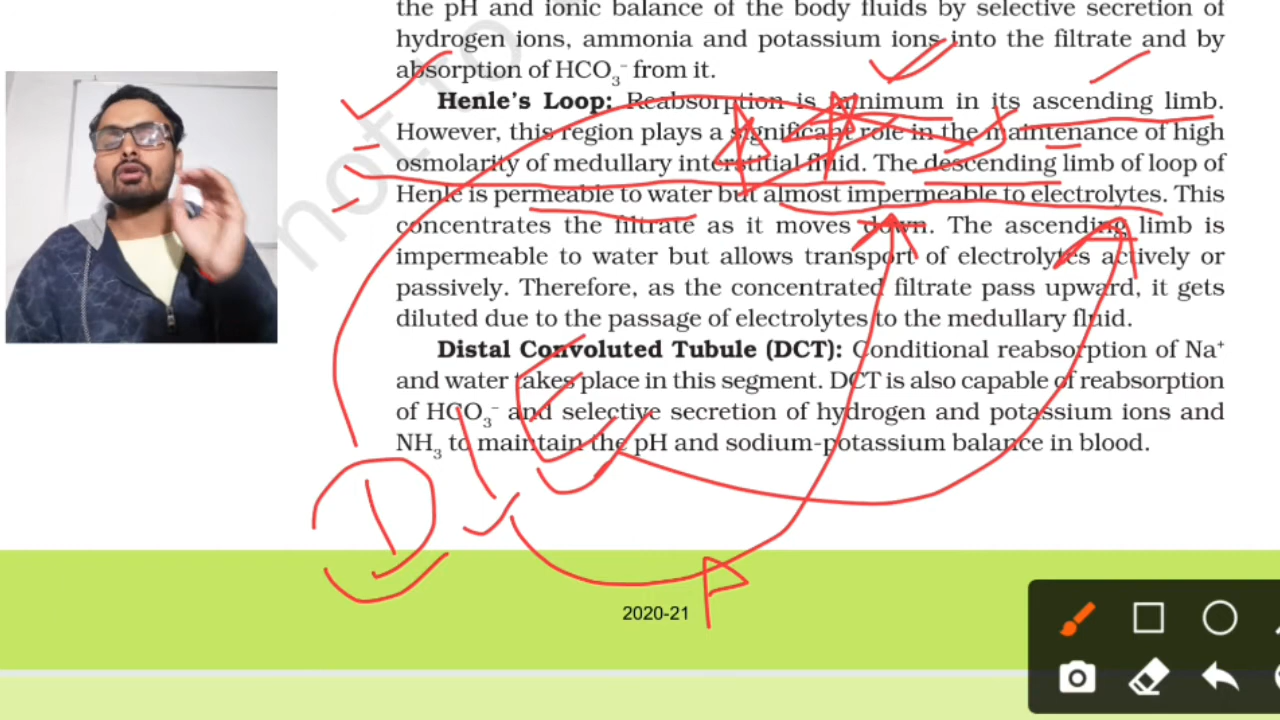 the pH and ionic balance of the body fluids by selective secretion of
hydrogen ions, ammonia and potassium ions into the filtrate and by
absorption of HCO₃⁻ from it.
Henle's Loop: Reabsorption is minimum in its ascending limb.
However, this region plays a significant role in the maintenance of high
osmolarity of medullary interstitial fluid. The descending limb of loop of
Henle is permeable to water but almost impermeable to electrolytes. This
concentrates the filtrate as it moves down. The ascending limb is
impermeable to water but allows transport of electrolytes actively or
passively. Therefore, as the concentrated filtrate pass upward, it gets
diluted due to the passage of electrolytes to the medullary fluid.
Distal Convoluted Tubule (DCT): Conditional reabsorption of Na⁺
and water takes place in this segment. DCT is also capable of reabsorption
of HCO₃⁻ and selective secretion of hydrogen and potassium ions and
NH₃ to maintain the pH and sodium-potassium balance in blood.
D I E
2020-21
not to